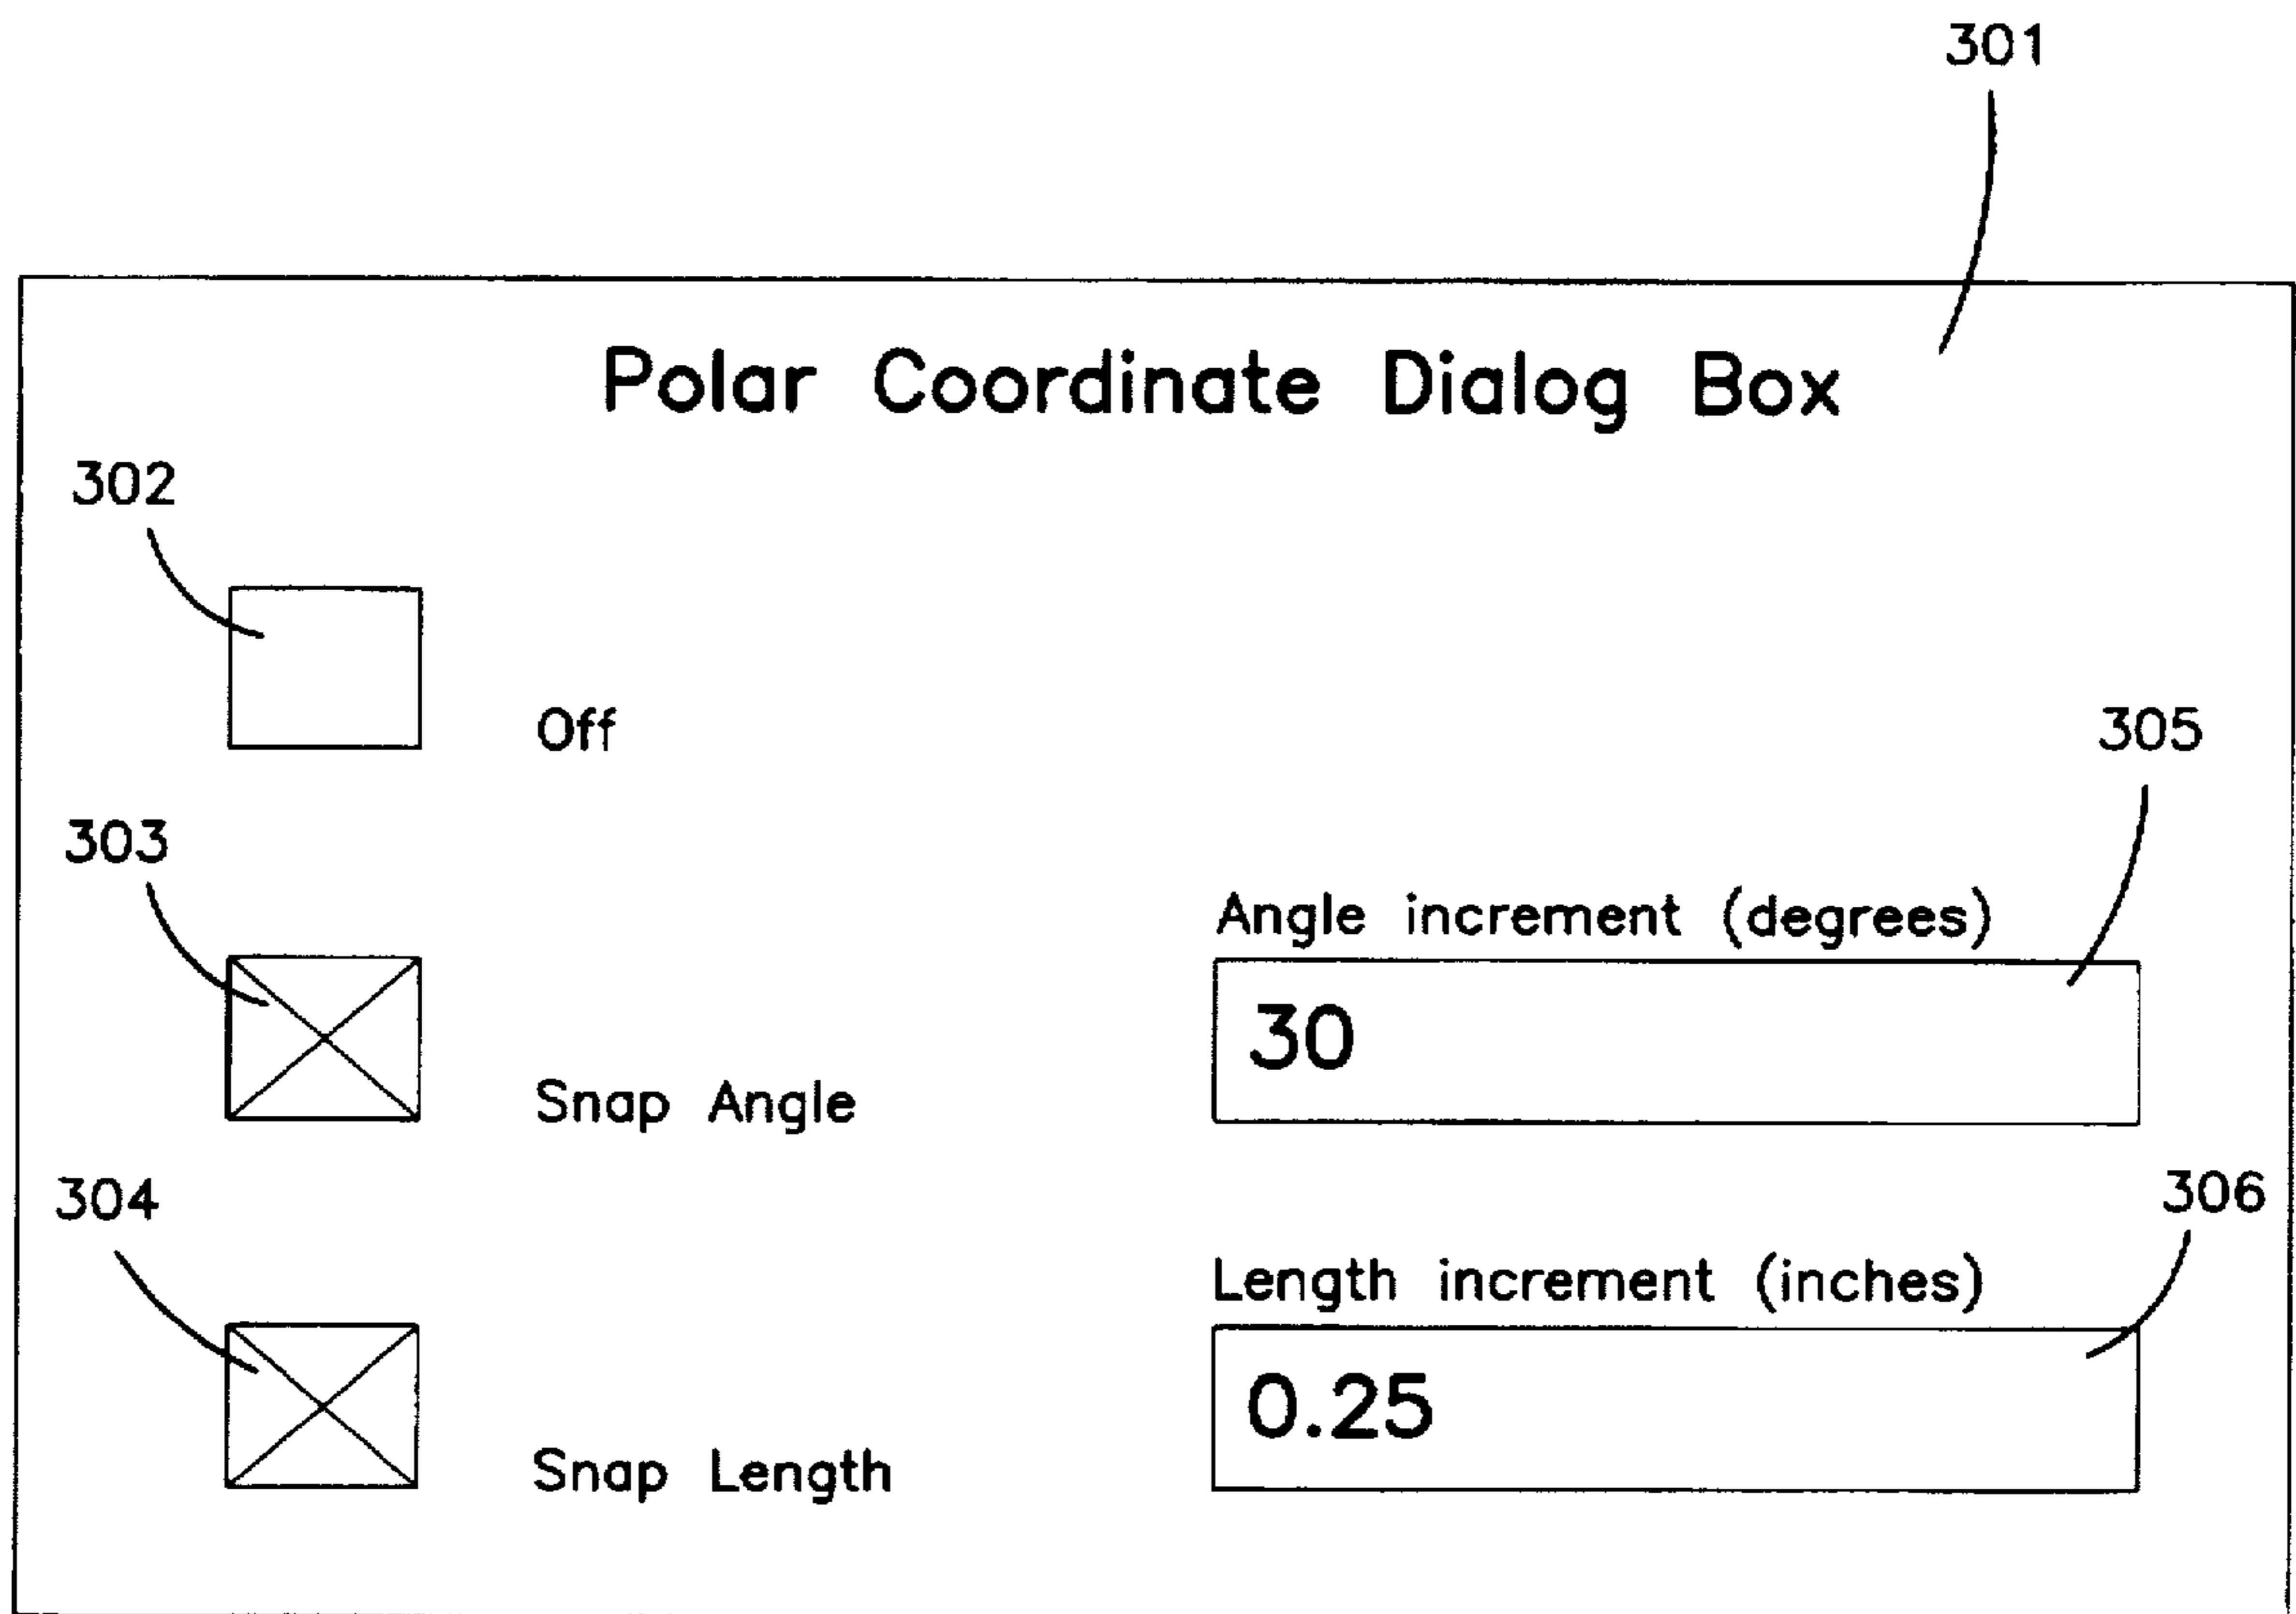 301
Polar Coordinate Dialog Box
302
Off
305
303
Angle increment (degrees)
30
Snap Angle
304
306
Length increment (inches)
0.25
Snap Length